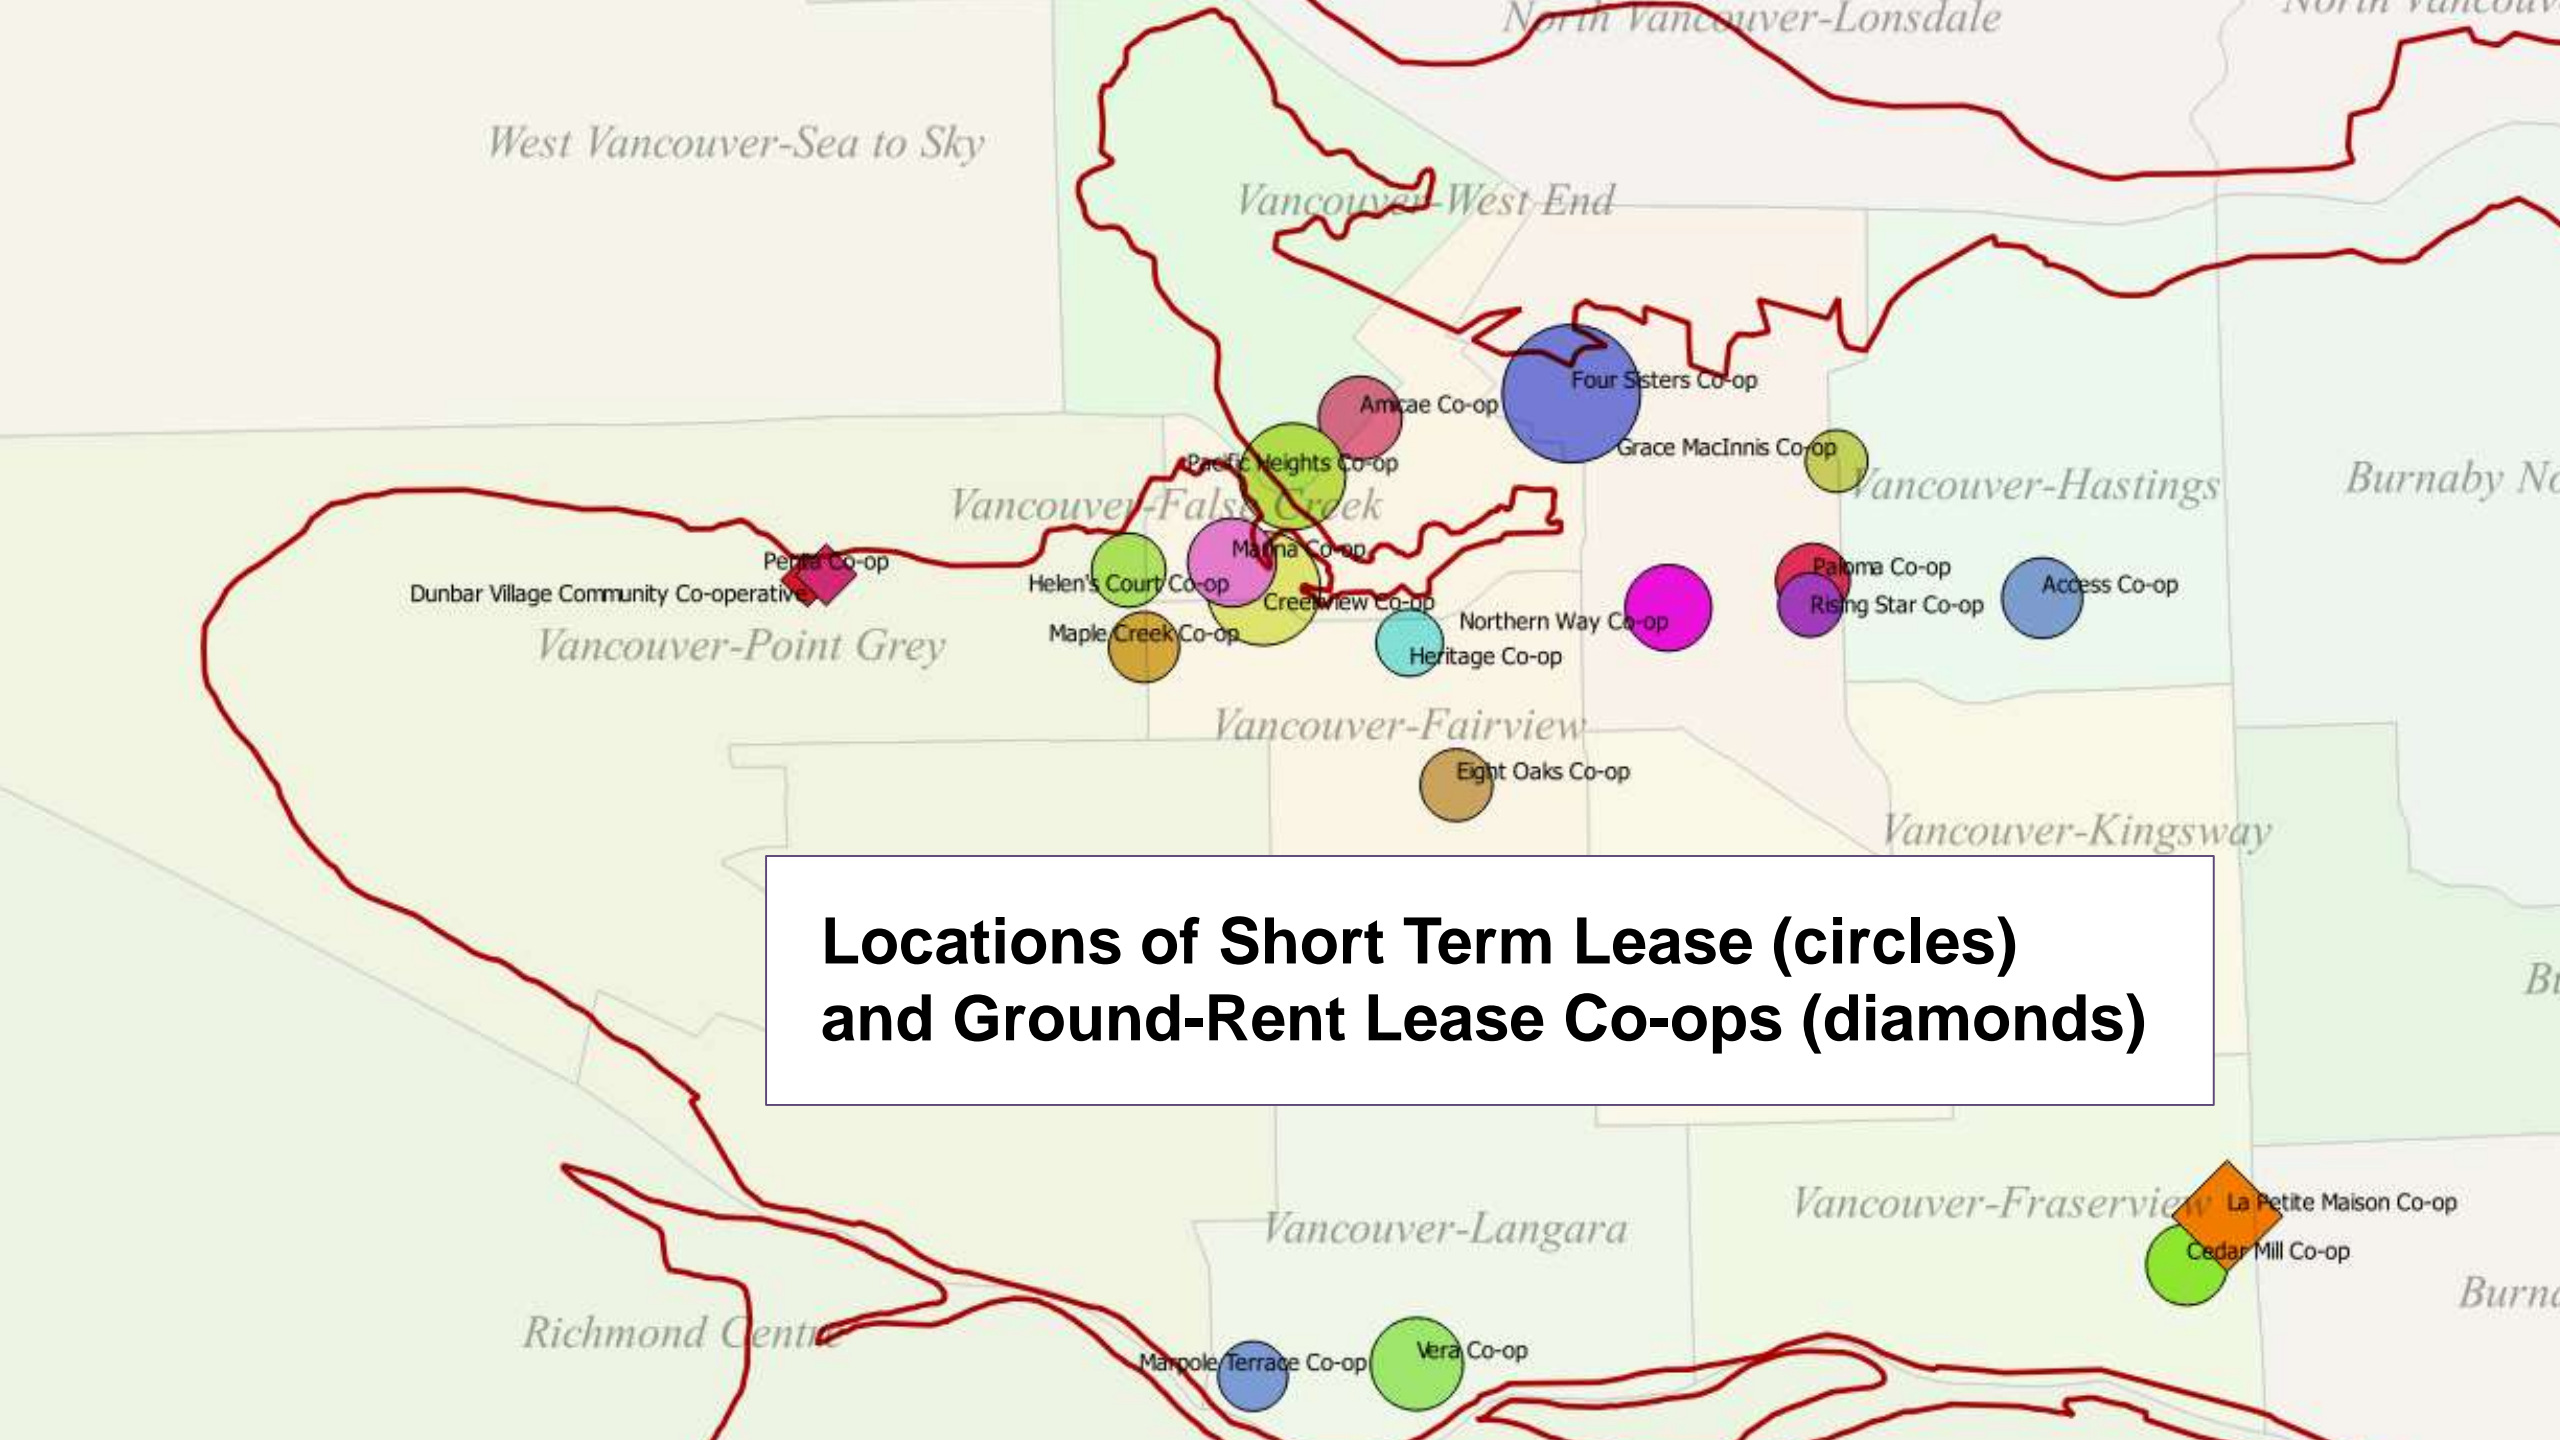 North Vancouver-Lonsdale
West Vancouver-Sea to Sky
Vancouver-West End
Four Sisters Co-op
Amicae Co-op
Grace MacInnis Co-op
Pacific Heights Co-op
Vancouver-Hastings
Burnaby No
Vancouver-False Creek
Marina Co-op
Penta Co-op
Paloma Co-op
Helen's Court Co-op
Access Co-op
Dunbar Village Community Co-operative
Creekview Co-op
Rising Star Co-op
Northern Way Co-op
Maple Creek Co-op
Vancouver-Point Grey
Heritage Co-op
Vancouver-Fairview
Eight Oaks Co-op
Vancouver-Kingsway
Locations of Short Term Lease (circles)
and Ground-Rent Lease Co-ops (diamonds)
Vancouver-Fraserview
La Petite Maison Co-op
Vancouver-Langara
Cedar Mill Co-op
Burna
Richmond Centre
Vera Co-op
Marpole Terrace Co-op